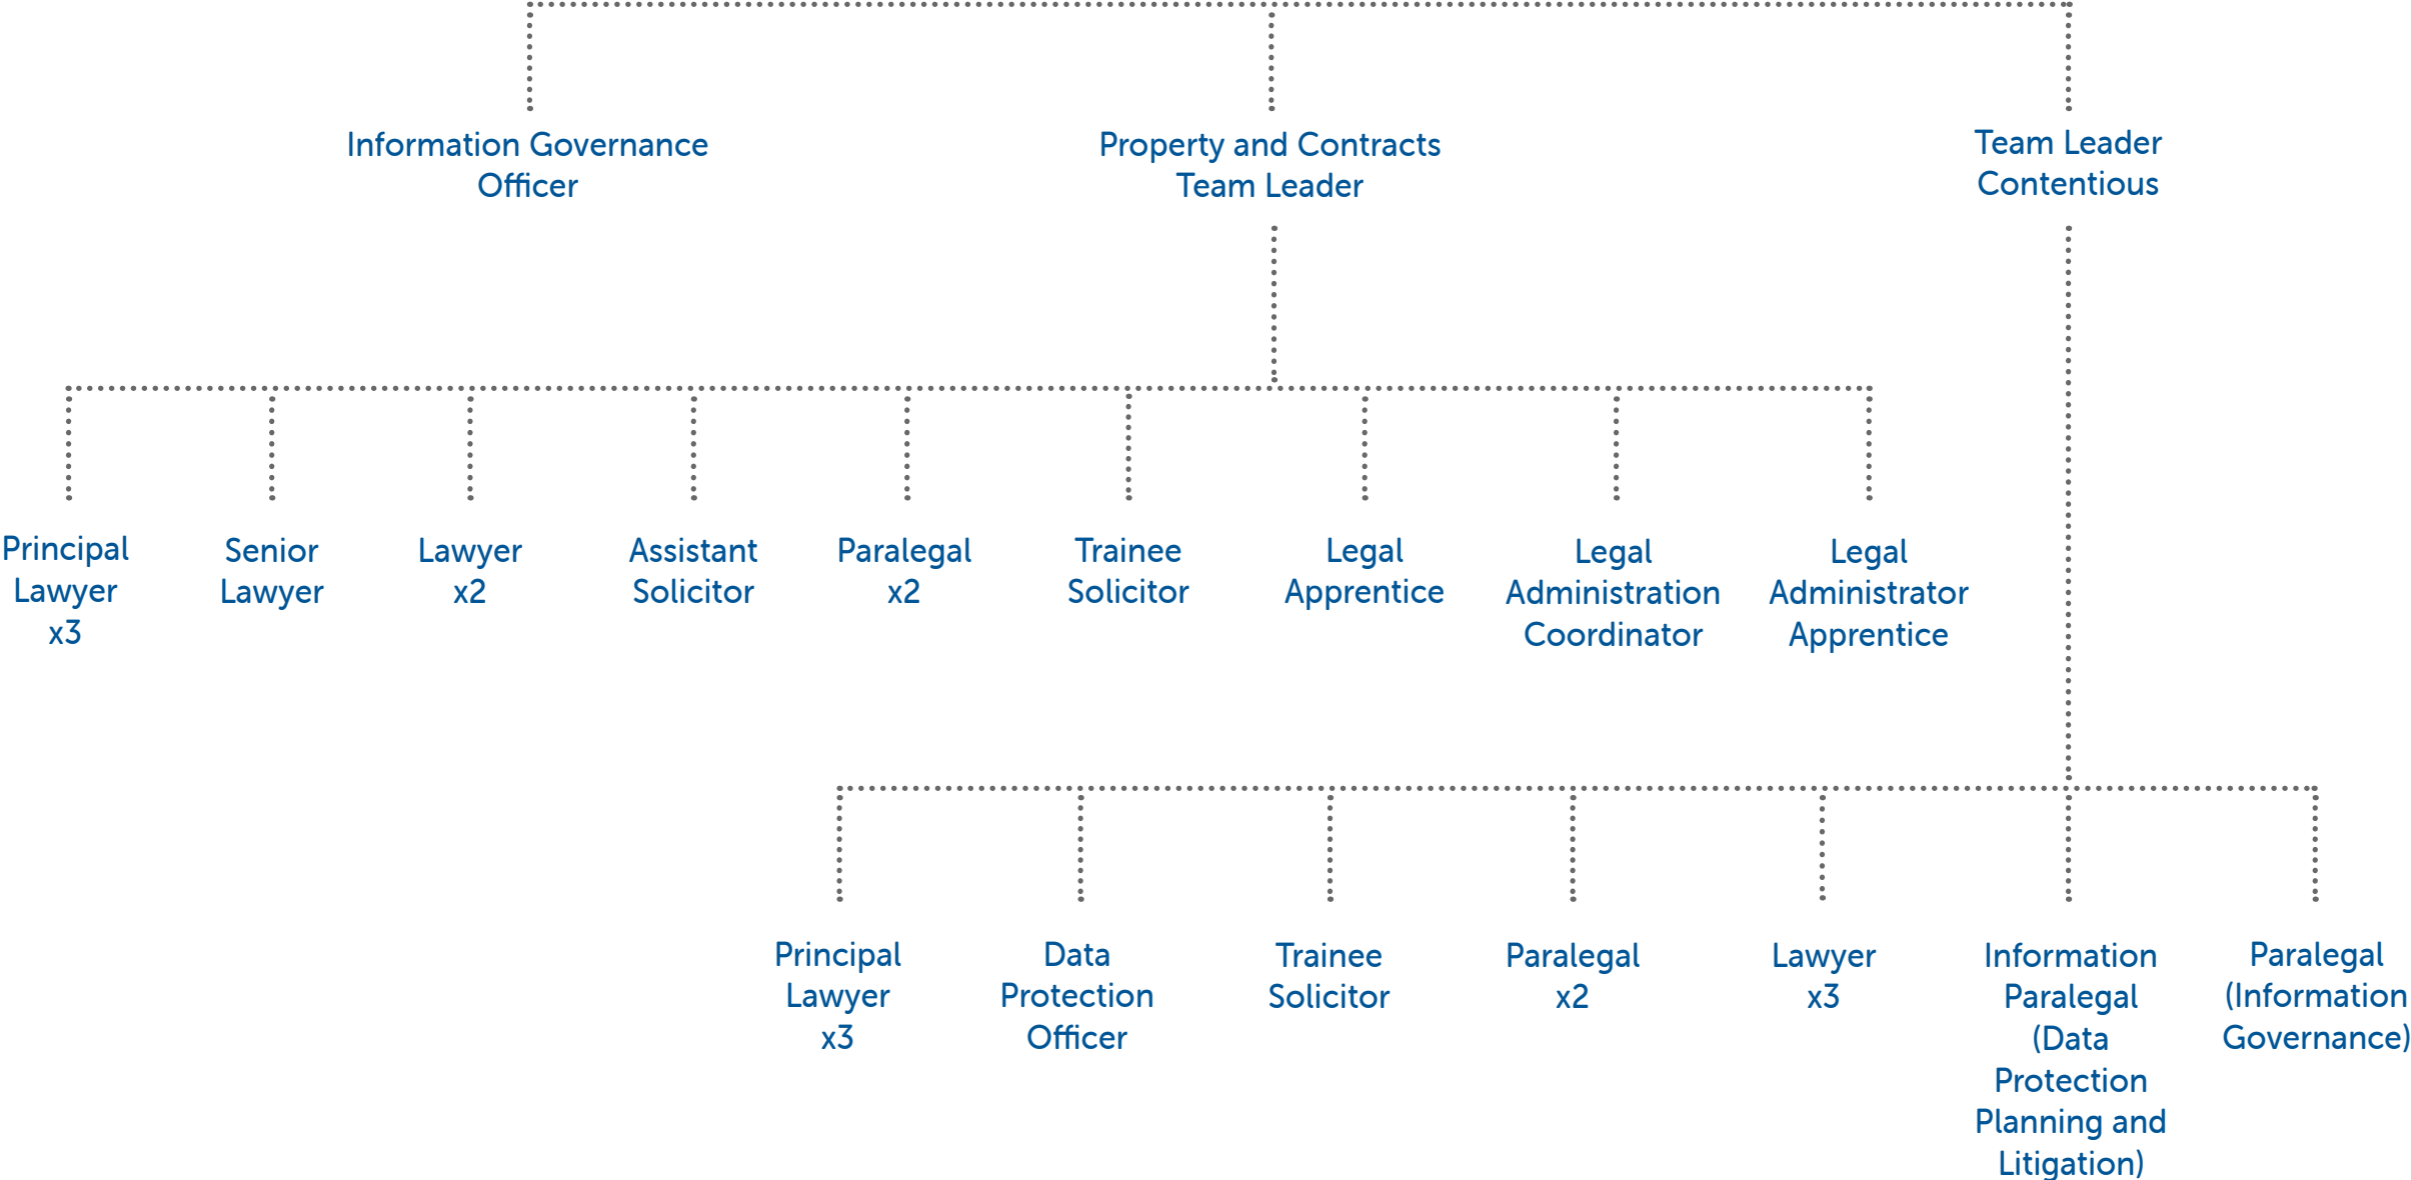 Information Governance
Officer
Property and Contracts
Team Leader
Team Leader
Contentious
Principal
Lawyer
x3
Senior
Lawyer
Lawyer
x2
Assistant
Solicitor
Paralegal
x2
Trainee
Solicitor
Legal
Apprentice
Legal
Administration
Coordinator
Legal
Administrator
Apprentice
Principal
Lawyer
x3
Data
Protection
Officer
Trainee
Solicitor
Paralegal
x2
Lawyer
x3
Information
Paralegal
(Data
Protection
Planning and
Litigation)
Paralegal
(Information
Governance)